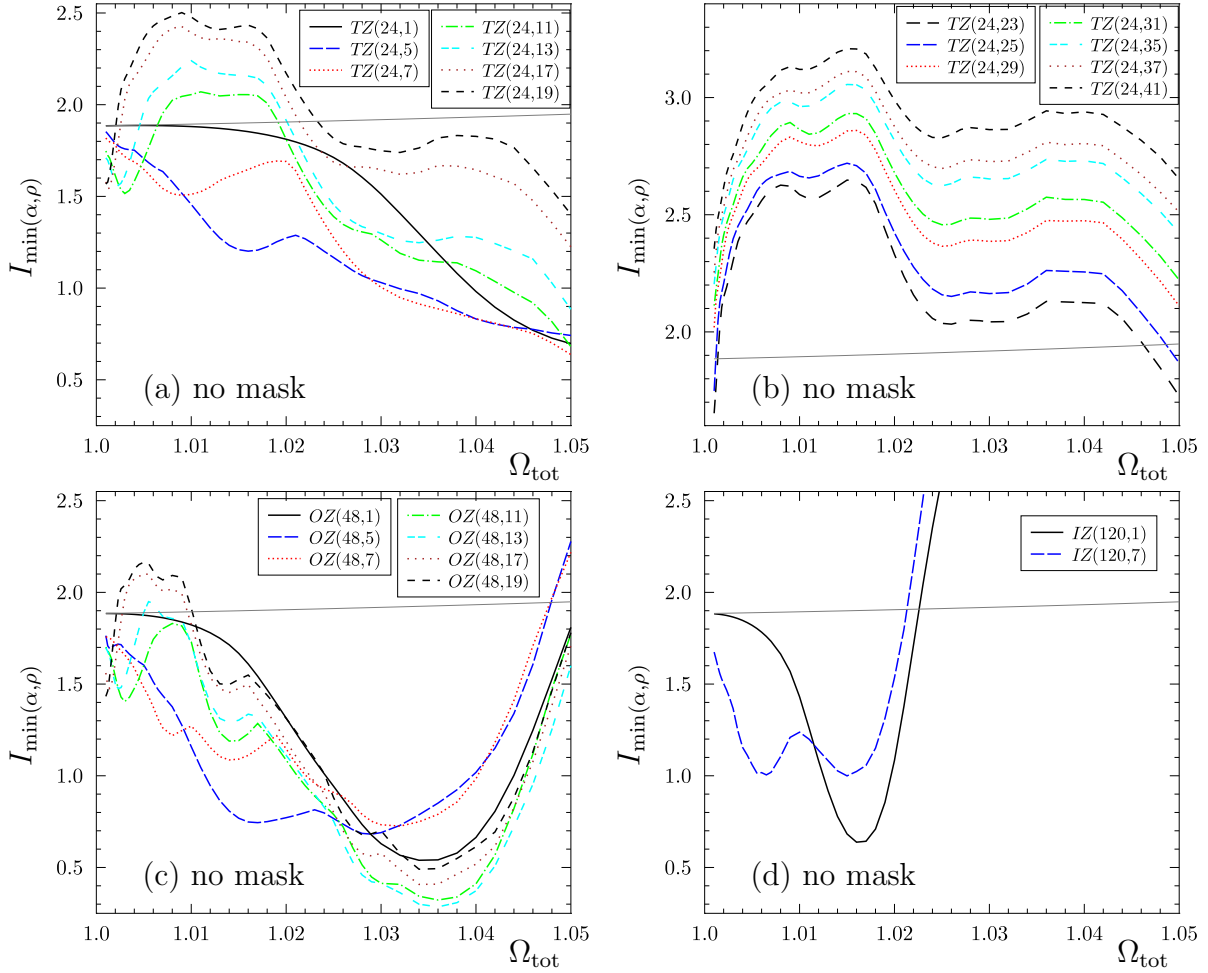 2.5
2.0
1.5
1.0
0.5
I_min(α,ρ)
TZ(24,1)
TZ(24,5)
TZ(24,7)
TZ(24,11)
TZ(24,13)
TZ(24,17)
TZ(24,19)
(a) no mask
1.0 1.01 1.02 1.03 1.04 1.05
Ω_tot
3.0
2.5
2.0
I_min(α,ρ)
TZ(24,23)
TZ(24,25)
TZ(24,29)
TZ(24,31)
TZ(24,35)
TZ(24,37)
TZ(24,41)
(b) no mask
1.0 1.01 1.02 1.03 1.04 1.05
Ω_tot
2.5
2.0
1.5
1.0
0.5
I_min(α,ρ)
OZ(48,1)
OZ(48,5)
OZ(48,7)
OZ(48,11)
OZ(48,13)
OZ(48,17)
OZ(48,19)
(c) no mask
1.0 1.01 1.02 1.03 1.04 1.05
Ω_tot
2.5
2.0
1.5
1.0
0.5
I_min(α,ρ)
IZ(120,1)
IZ(120,7)
(d) no mask
1.0 1.01 1.02 1.03 1.04 1.05
Ω_tot